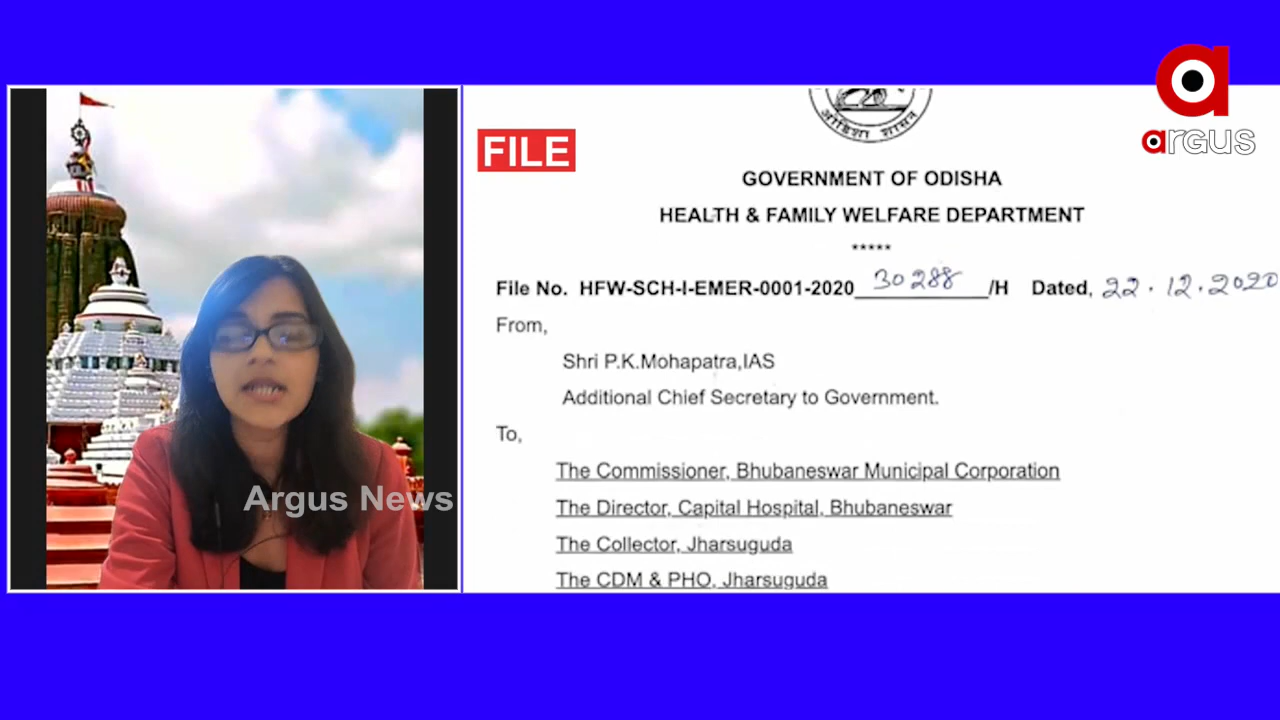 argus
FILE
ଓଡ଼ିଶା ଶାସନ
GOVERNMENT OF ODISHA
HEALTH & FAMILY WELFARE DEPARTMENT
*****
File No. HFW-SCH-I-EMER-0001-2020 30288 /H Dated, 22.12.2020
From,
Shri P.K.Mohapatra,IAS
Additional Chief Secretary to Government.
To,
The Commissioner, Bhubaneswar Municipal Corporation
The Director, Capital Hospital, Bhubaneswar
The Collector, Jharsuguda
The CDM & PHO, Jharsuguda
Argus News